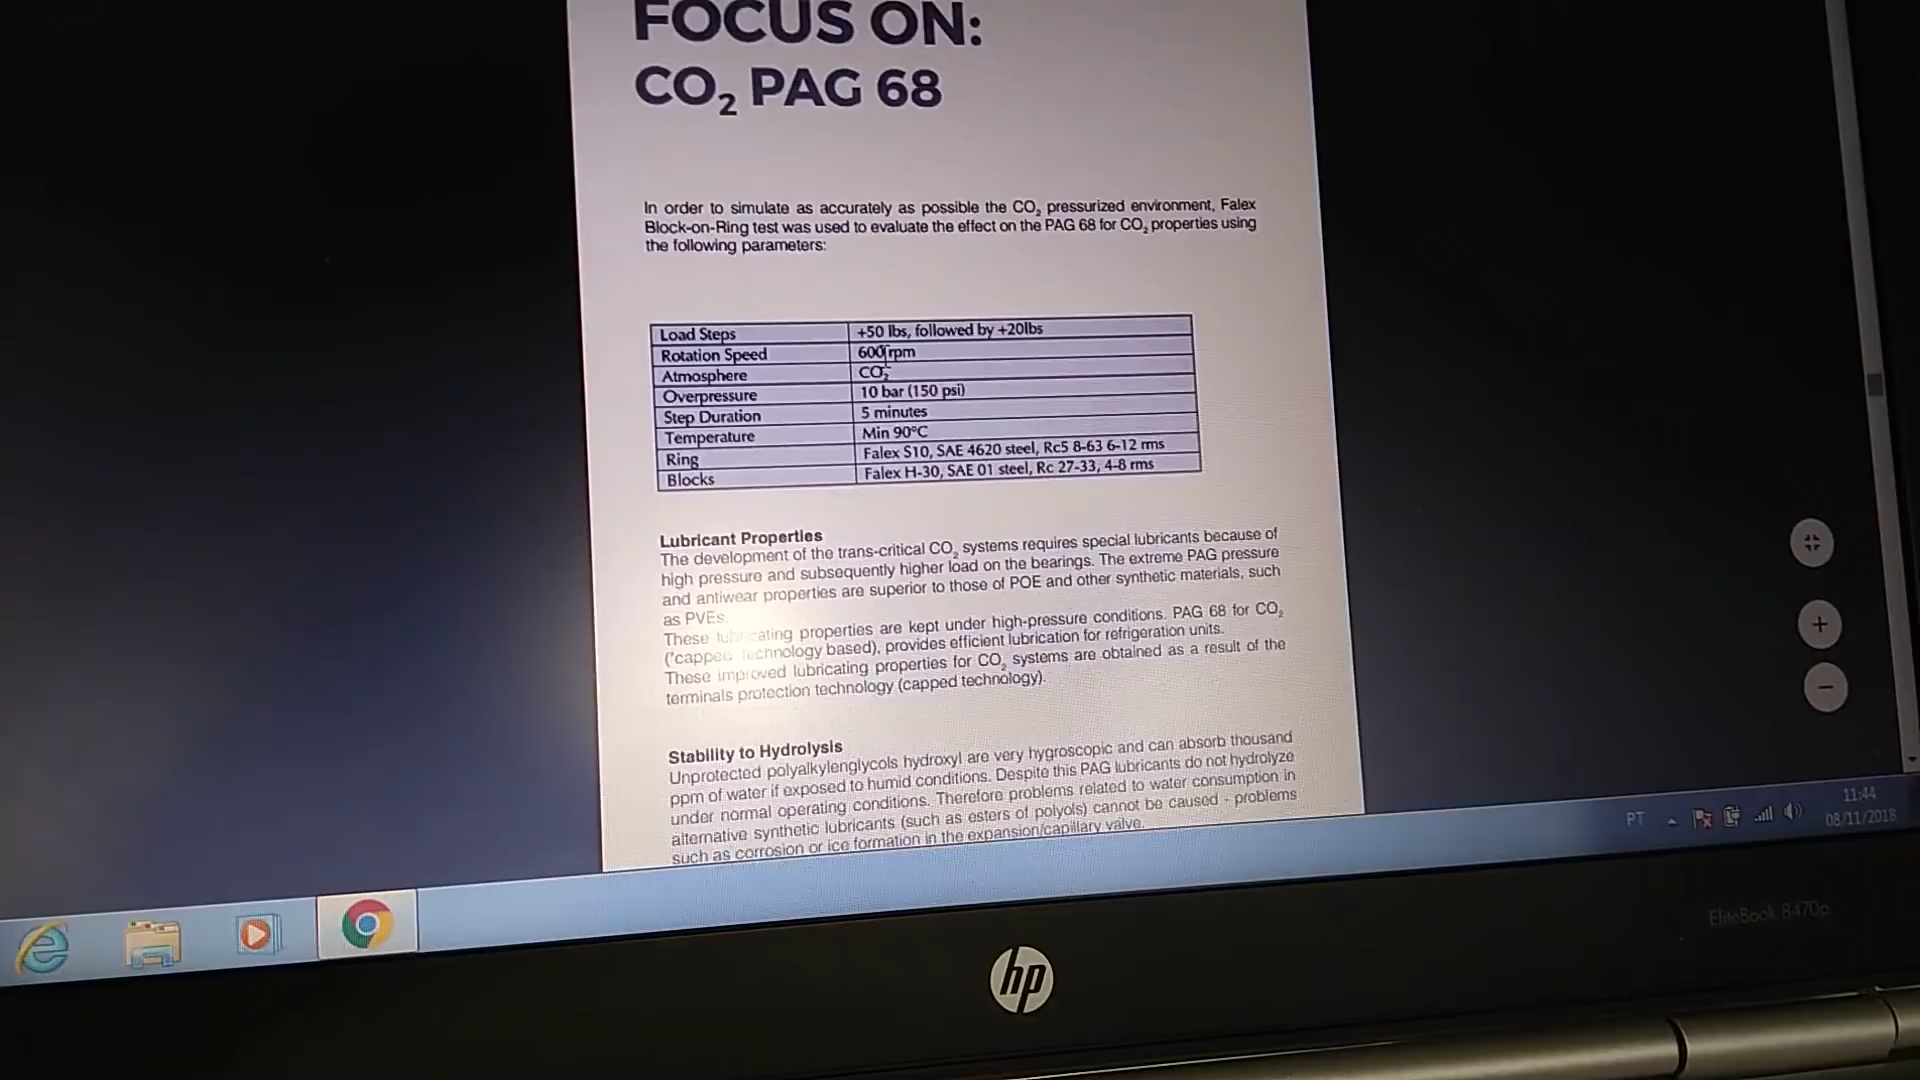 FOCUS ON:
CO₂ PAG 68
In order to simulate as accurately as possible the CO₂ pressurized environment, Falex
Block-on-Ring test was used to evaluate the effect on the PAG 68 for CO₂ properties using
the following parameters:
Load Steps +50 lbs, followed by +20lbs
Rotation Speed 600 rpm
Atmosphere CO₂
Overpressure 10 bar (150 psi)
Step Duration 5 minutes
Temperature Min 90°C
Ring Falex S10, SAE 4620 steel, Rc5 8-63 6-12 rms
Blocks Falex H-30, SAE 01 steel, Rc 27-33, 4-8 rms
Lubricant Properties
The development of the trans-critical CO₂ systems requires special lubricants because of
high pressure and subsequently higher load on the bearings. The extreme PAG pressure
and antiwear properties are superior to those of POE and other synthetic materials, such
as PVEs.
These lubricating properties are kept under high-pressure conditions. PAG 68 for CO₂
("capped technology based), provides efficient lubrication for refrigeration units.
These improved lubricating properties for CO₂ systems are obtained as a result of the
terminals protection technology (capped technology).
Stability to Hydrolysis
Unprotected polyalkylenglycols hydroxyl are very hygroscopic and can absorb thousand
ppm of water if exposed to humid conditions. Despite this PAG lubricants do not hydrolyze
under normal operating conditions. Therefore problems related to water consumption in
alternative synthetic lubricants (such as esters of polyols) cannot be caused - problems
such as corrosion or ice formation in the expansion/capillary valve.
+
−
PT
11:44
08/11/2018
EliteBook 8470p
hp